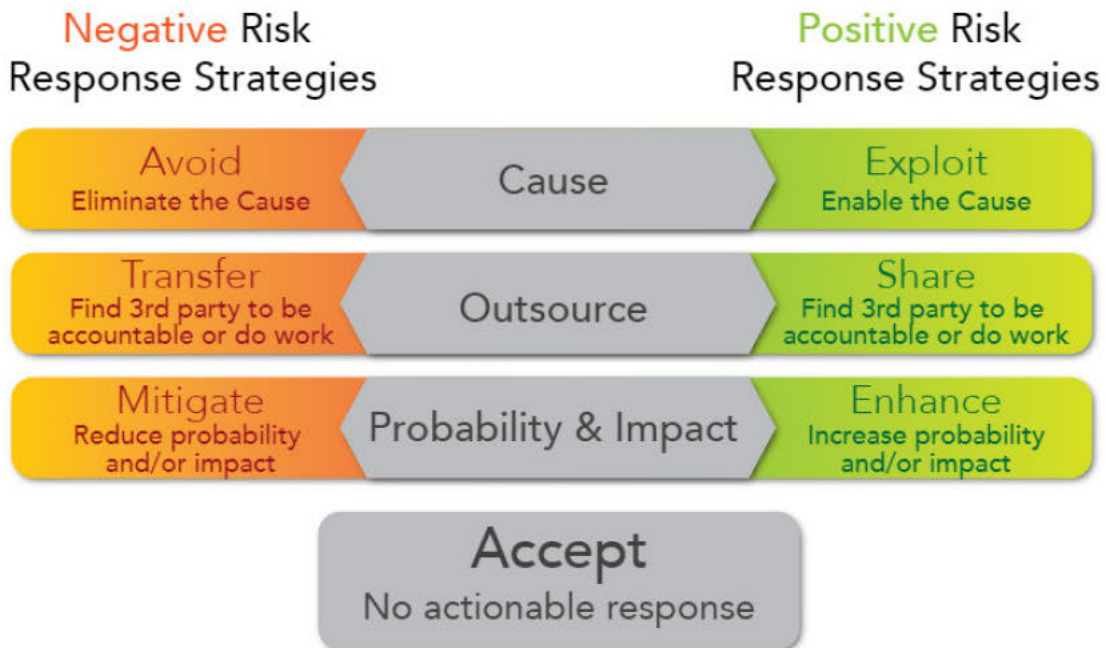 Negative Risk
Response Strategies
Positive Risk
Response Strategies
Avoid
Eliminate the Cause
Cause
Exploit
Enable the Cause
Transfer
Find 3rd party to be
accountable or do work
Outsource
Share
Find 3rd party to be
accountable or do work
Mitigate
Reduce probability
and/or impact
Probability & Impact
Enhance
Increase probability
and/or impact
Accept
No actionable response